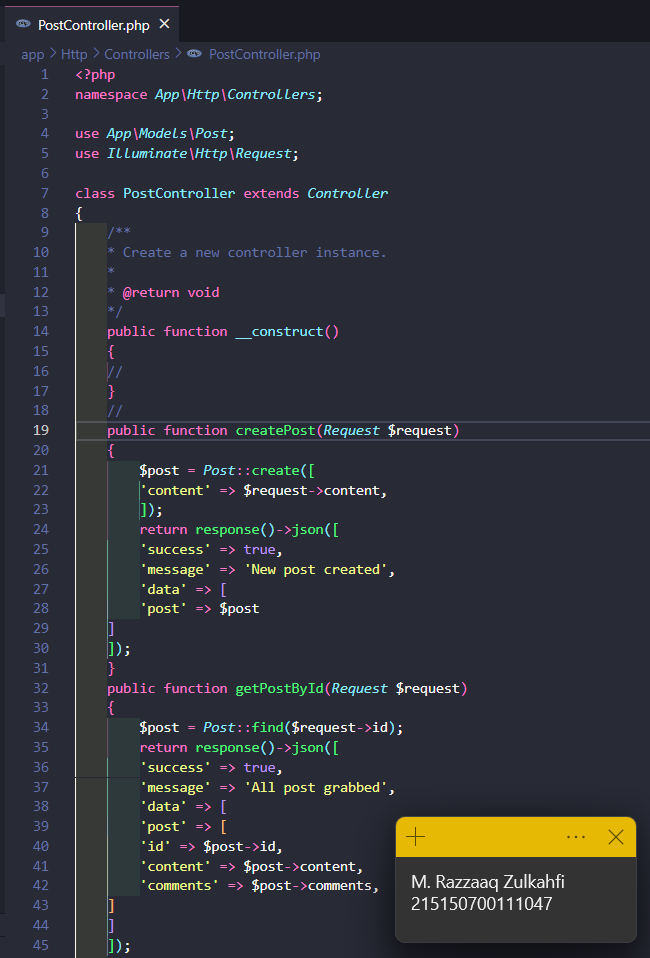 PostController.php ×
app > Http > Controllers > PostController.php
1 <?php
2 namespace App\Http\Controllers;
3
4 use App\Models\Post;
5 use Illuminate\Http\Request;
6
7 class PostController extends Controller
8 {
9 /**
10 * Create a new controller instance.
11 *
12 * @return void
13 */
14 public function __construct()
15 {
16 //
17 }
18 //
19 public function createPost(Request $request)
20 {
21 $post = Post::create([
22 'content' => $request->content,
23 ]);
24 return response()->json([
25 'success' => true,
26 'message' => 'New post created',
27 'data' => [
28 'post' => $post
29 ]
30 ]);
31 }
32 public function getPostById(Request $request)
33 {
34 $post = Post::find($request->id);
35 return response()->json([
36 'success' => true,
37 'message' => 'All post grabbed',
38 'data' => [
39 'post' => [
40 'id' => $post->id,
41 'content' => $post->content,
42 'comments' => $post->comments,
43 ]
44 ]
45 ]);
M. Razzaaq Zulkahfi
215150700111047